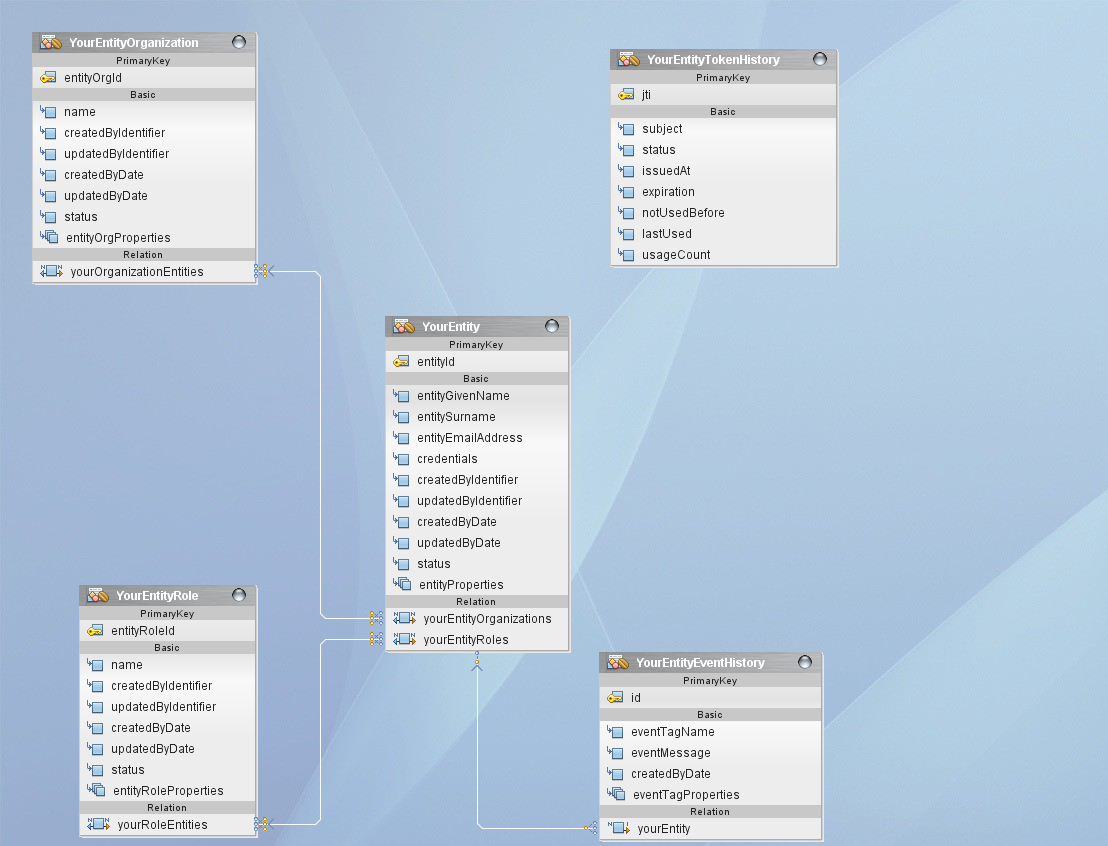 YourEntityOrganization
PrimaryKey
entityOrgId
Basic
name
createdByIdentifier
updatedByIdentifier
createdByDate
updatedByDate
status
entityOrgProperties
Relation
N N
yourOrganizationEntities
YourEntityTokenHistory
PrimaryKey
jti
Basic
subject
status
issuedAt
expiration
notUsedBefore
lastUsed
usageCount
YourEntity
PrimaryKey
entityId
Basic
entityGivenName
entitySurname
entityEmailAddress
credentials
createdByIdentifier
updatedByIdentifier
createdByDate
updatedByDate
status
entityProperties
Relation
N N
yourEntityOrganizations
N N
yourEntityRoles
YourEntityRole
PrimaryKey
entityRoleId
Basic
name
createdByIdentifier
updatedByIdentifier
createdByDate
updatedByDate
status
entityRoleProperties
Relation
N N
yourRoleEntities
YourEntityEventHistory
PrimaryKey
id
Basic
eventTagName
eventMessage
createdByDate
eventTagProperties
Relation
N 1
yourEntity